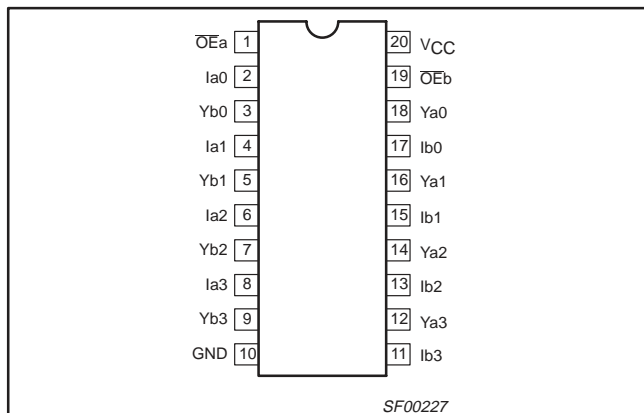 O̅E̅a 1 20 VCC
Ia0 2 19 O̅E̅b
Yb0 3 18 Ya0
Ia1 4 17 Ib0
Yb1 5 16 Ya1
Ia2 6 15 Ib1
Yb2 7 14 Ya2
Ia3 8 13 Ib2
Yb3 9 12 Ya3
GND 10 11 Ib3
SF00227